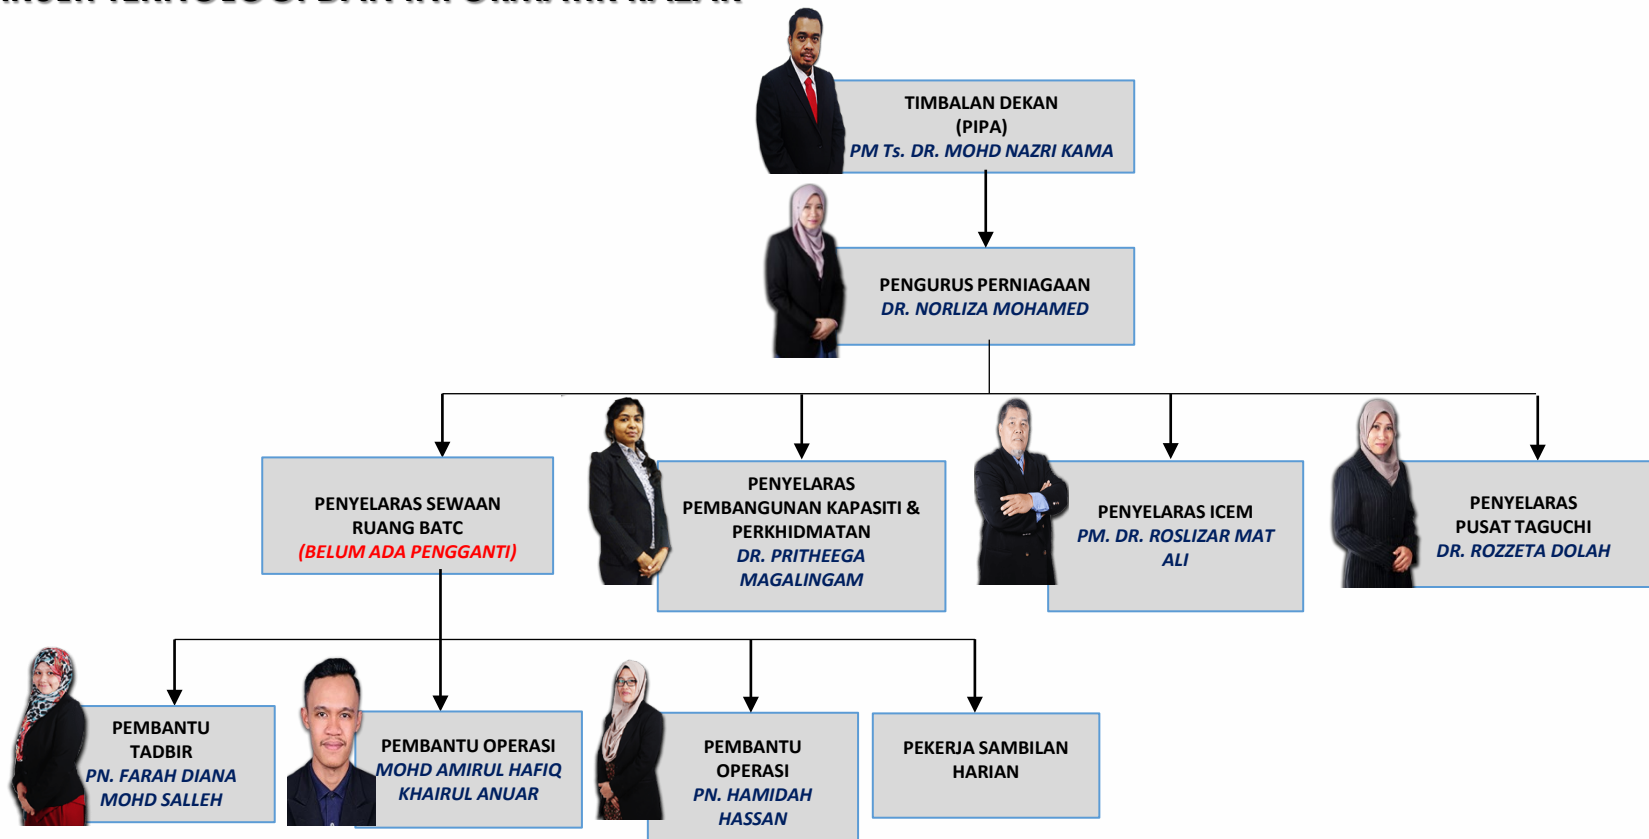 TIMBALAN DEKAN
(PIPA)
PM Ts. DR. MOHD NAZRI KAMA
PENGURUS PERNIAGAAN
DR. NORLIZA MOHAMED
PENYELARAS SEWAAN
RUANG BATC
(BELUM ADA PENGGANTI)
PENYELARAS
PEMBANGUNAN KAPASITI &
PERKHIDMATAN
DR. PRITHEEGA
MAGALINGAM
PENYELARAS ICEM
PM. DR. ROSLIZAR MAT
ALI
PENYELARAS
PUSAT TAGUCHI
DR. ROZZETA DOLAH
PEMBANTU
TADBIR
PN. FARAH DIANA
MOHD SALLEH
PEMBANTU OPERASI
MOHD AMIRUL HAFIQ
KHAIRUL ANUAR
PEMBANTU
OPERASI
PN. HAMIDAH
HASSAN
PEKERJA SAMBILAN
HARIAN